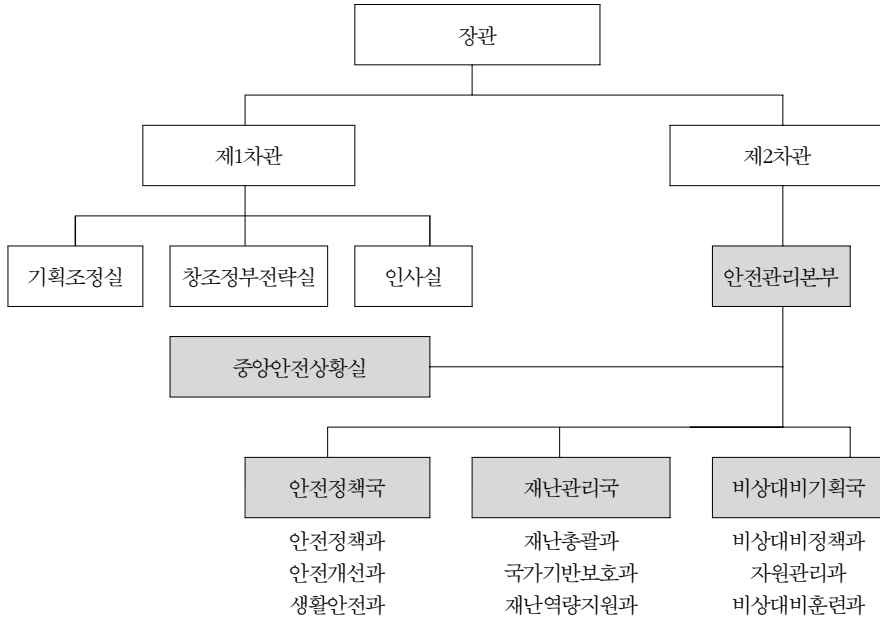 장관
제1차관
제2차관
기획조정실
창조정부전략실
인사실
안전관리본부
중앙안전상황실
안전정책국
재난관리국
비상대비기획국
안전정책과
재난총괄과
비상대비정책과
안전개선과
국가기반보호과
자원관리과
생활안전과
재난역량지원과
비상대비훈련과